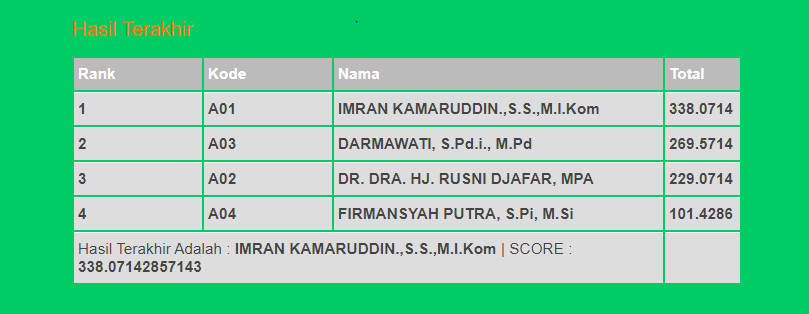 Hasil Terakhir
Rank Kode Nama Total
1 A01 IMRAN KAMARUDDIN.,S.S.,M.I.Kom 338.0714
2 A03 DARMAWATI, S.Pd.i., M.Pd 269.5714
3 A02 DR. DRA. HJ. RUSNI DJAFAR, MPA 229.0714
4 A04 FIRMANSYAH PUTRA, S.Pi, M.Si 101.4286
Hasil Terakhir Adalah : IMRAN KAMARUDDIN.,S.S.,M.I.Kom | SCORE :
338.07142857143